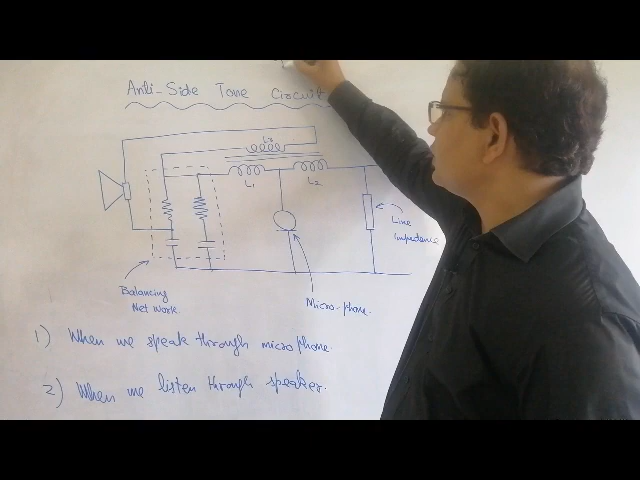 Anti-Side Tone Circuit
L3
L1
L2
Line
impedance
Balancing
Net work.
Micro-phone.
1) When we speak through microphone.
2) When we listen through speaker.